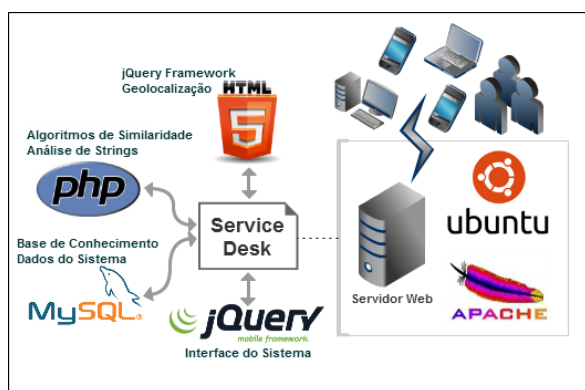 jQuery Framework
Geolocalização
HTML
5
Algoritmos de Similaridade
Análise de Strings
php
Base de Conhecimento
Dados do Sistema
MySQL®
Service
Desk
jQuery
mobile framework.
Interface do Sistema
Servidor Web
ubuntu
APACHE